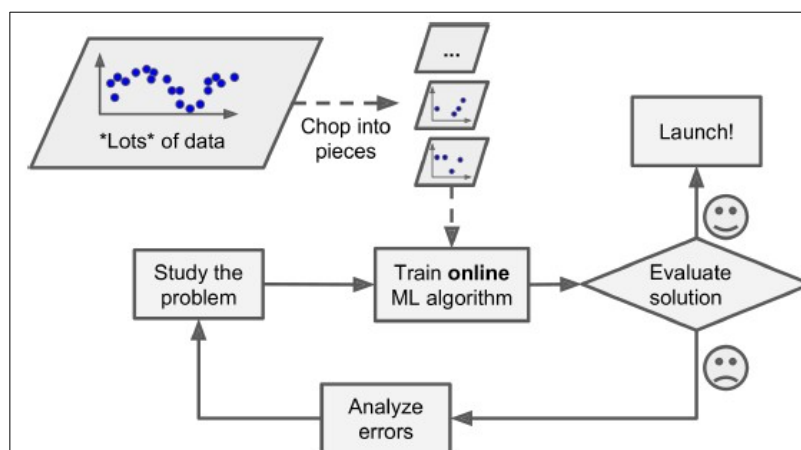 *Lots* of data
Chop into
pieces
...
Launch!
Study the
problem
Train online
ML algorithm
Evaluate
solution
Analyze
errors